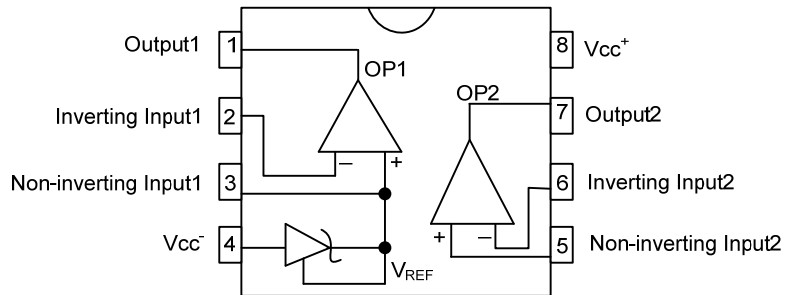 Output1
1
OP1
8
Vcc+
Inverting Input1
2
OP2
7
Output2
Non-inverting Input1
3
− +
6
Inverting Input2
Vcc-
4
VREF
+ −
5
Non-inverting Input2